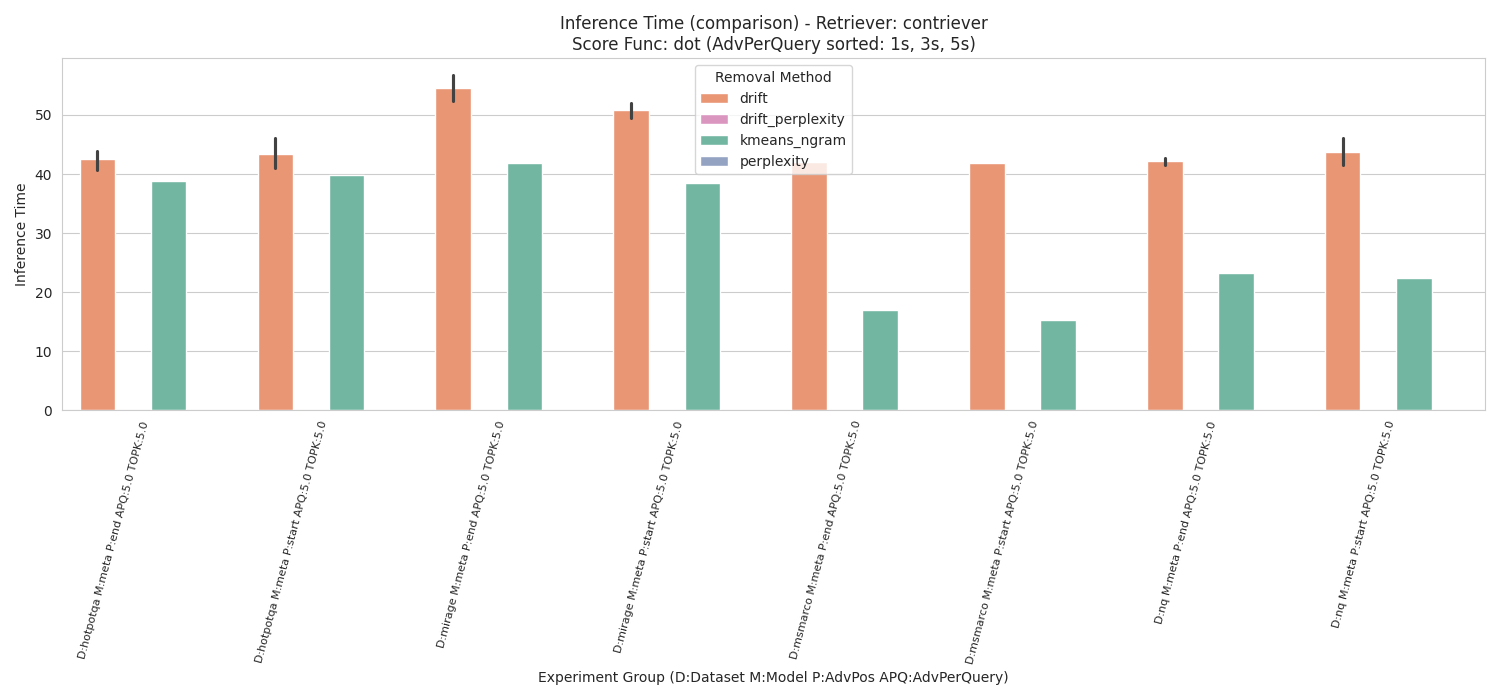 Inference Time (comparison) - Retriever: contriever
Score Func: dot (AdvPerQuery sorted: 1s, 3s, 5s)
Removal Method
drift
drift_perplexity
kmeans_ngram
perplexity
Inference Time
50
40
30
20
10
0
D:hotpotqa M:meta P:end APQ:5.0 TOPK:5.0
D:hotpotqa M:meta P:start APQ:5.0 TOPK:5.0
D:mirage M:meta P:end APQ:5.0 TOPK:5.0
D:mirage M:meta P:start APQ:5.0 TOPK:5.0
D:msmarco M:meta P:end APQ:5.0 TOPK:5.0
D:msmarco M:meta P:start APQ:5.0 TOPK:5.0
D:nq M:meta P:end APQ:5.0 TOPK:5.0
D:nq M:meta P:start APQ:5.0 TOPK:5.0
Experiment Group (D:Dataset M:Model P:AdvPos APQ:AdvPerQuery)